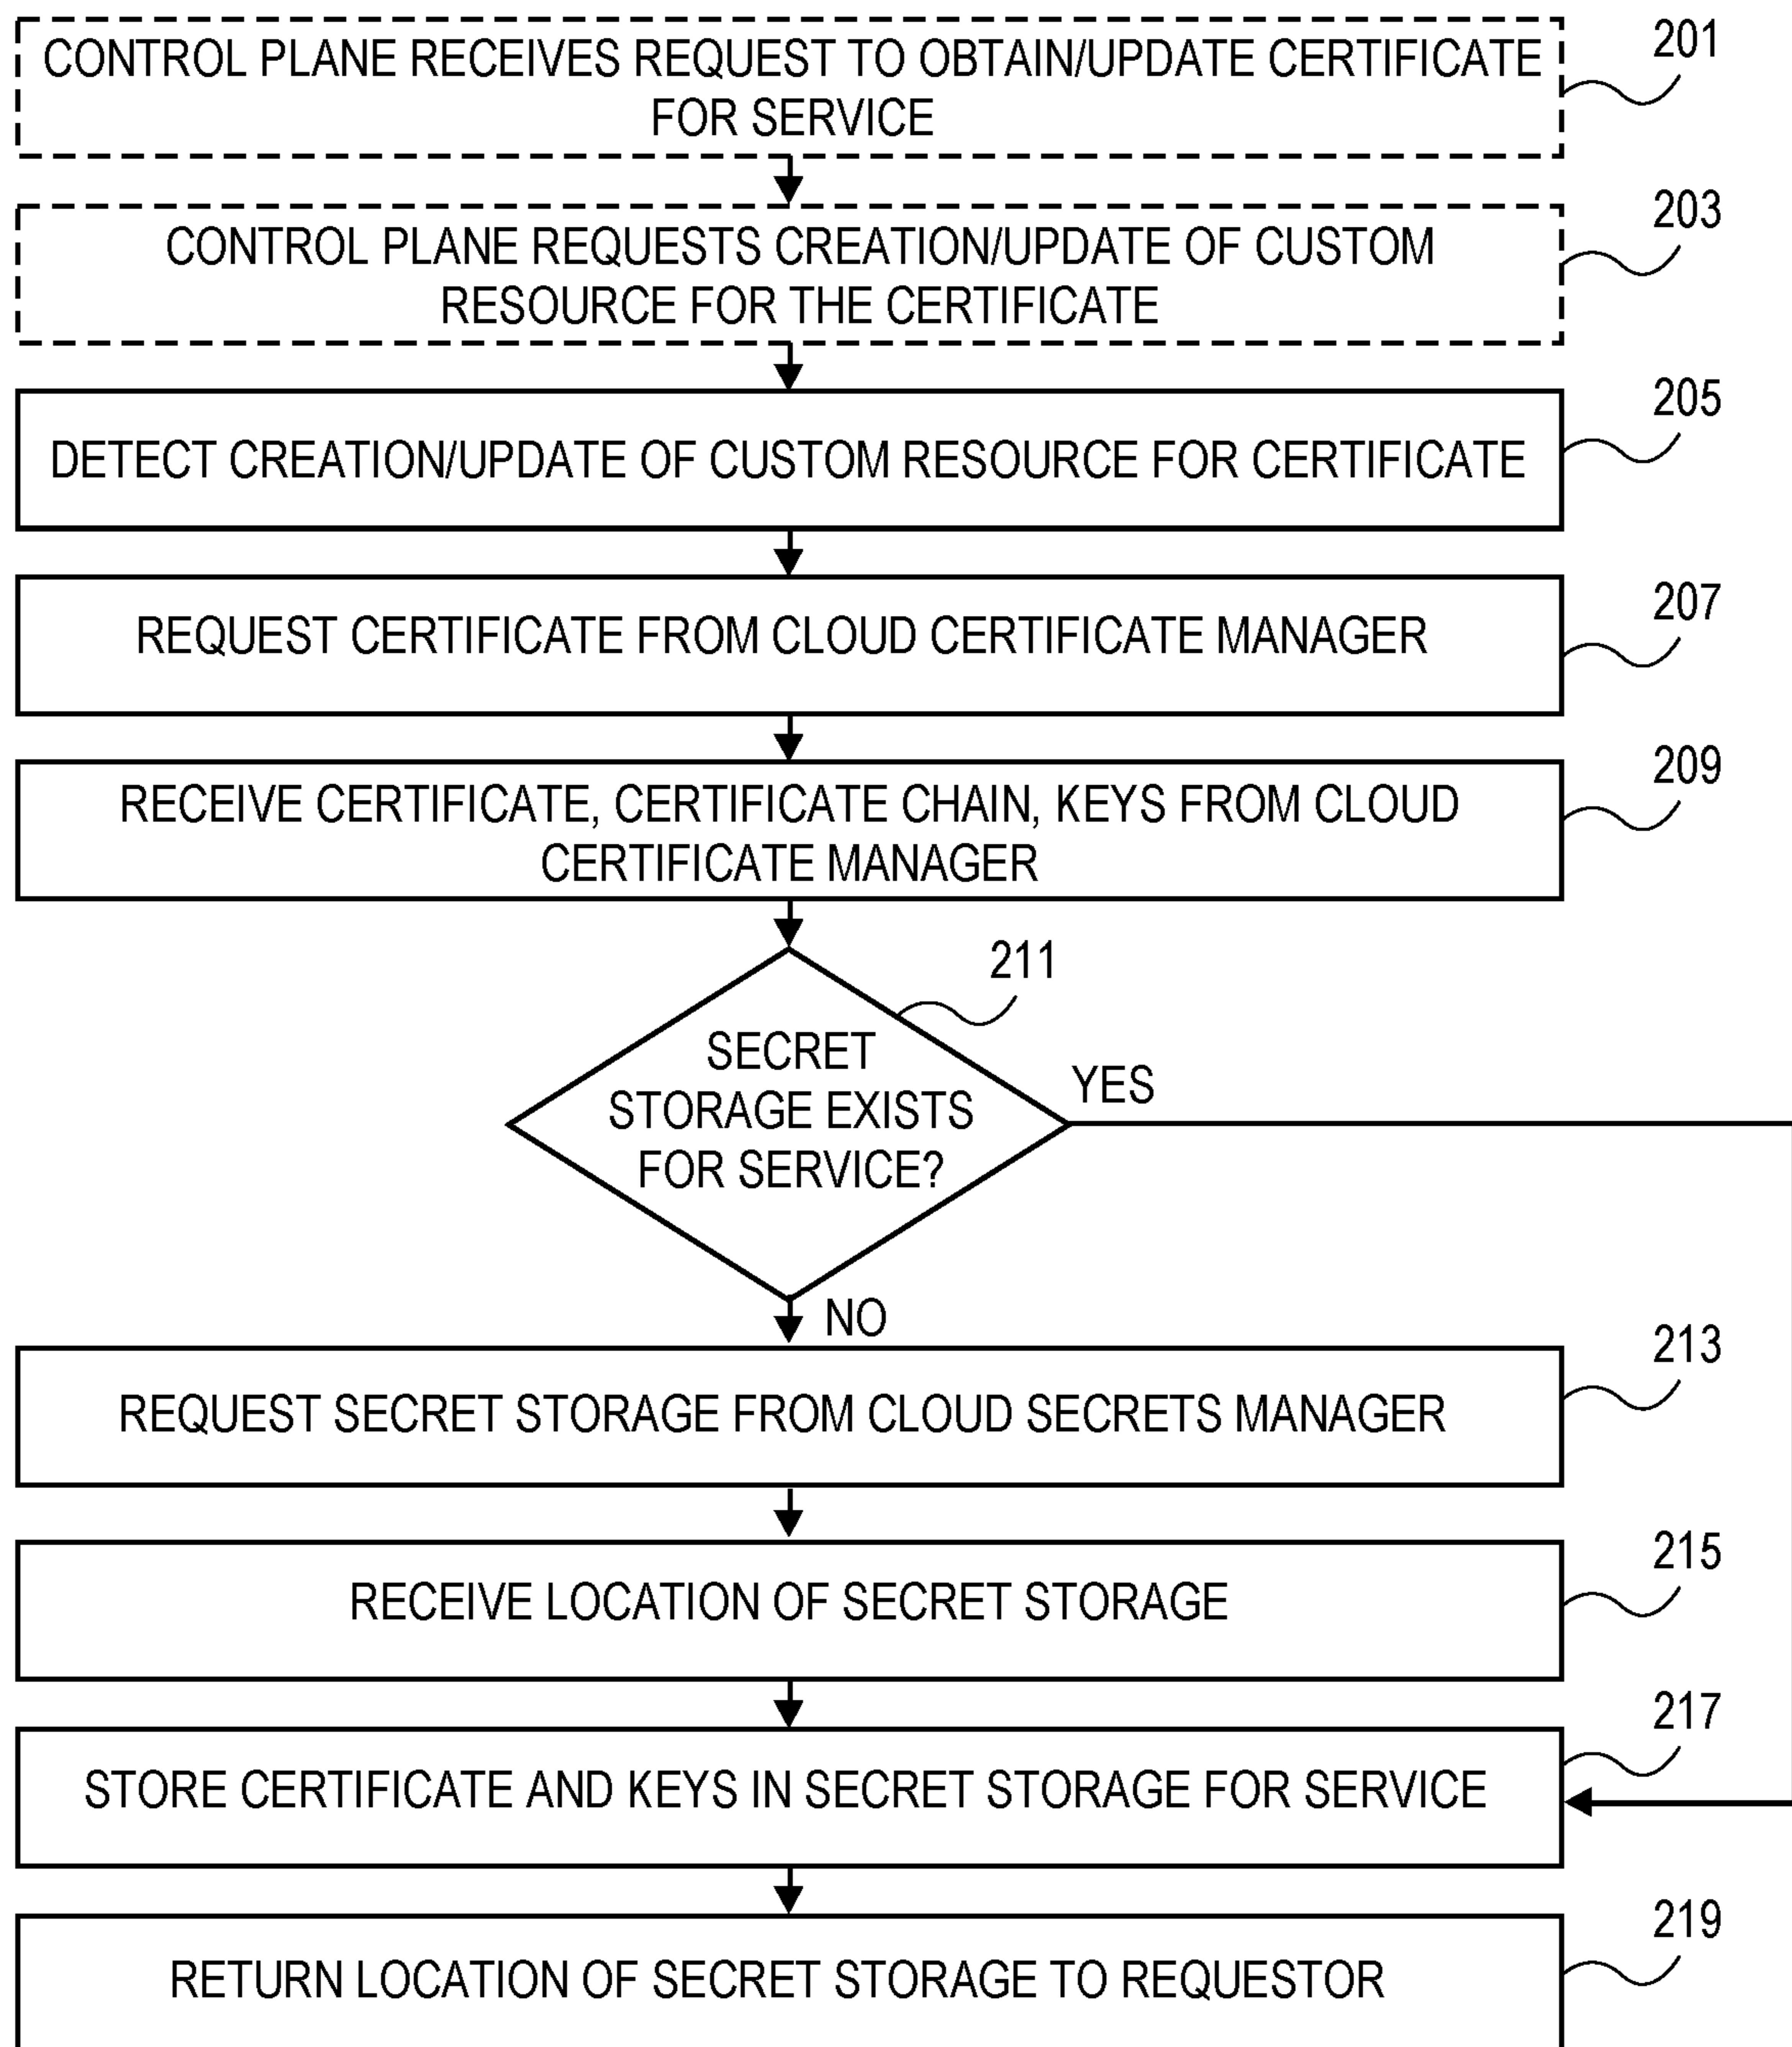 CONTROL PLANE RECEIVES REQUEST TO OBTAIN/UPDATE CERTIFICATE
FOR SERVICE
201
CONTROL PLANE REQUESTS CREATION/UPDATE OF CUSTOM
RESOURCE FOR THE CERTIFICATE
203
DETECT CREATION/UPDATE OF CUSTOM RESOURCE FOR CERTIFICATE
205
REQUEST CERTIFICATE FROM CLOUD CERTIFICATE MANAGER
207
RECEIVE CERTIFICATE, CERTIFICATE CHAIN, KEYS FROM CLOUD
CERTIFICATE MANAGER
209
211
SECRET
STORAGE EXISTS
FOR SERVICE?
YES
NO
REQUEST SECRET STORAGE FROM CLOUD SECRETS MANAGER
213
RECEIVE LOCATION OF SECRET STORAGE
215
STORE CERTIFICATE AND KEYS IN SECRET STORAGE FOR SERVICE
217
RETURN LOCATION OF SECRET STORAGE TO REQUESTOR
219